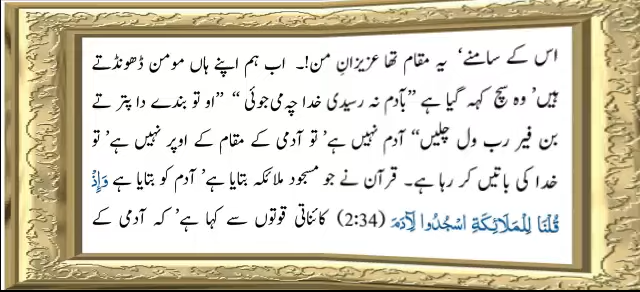 اس کے سامنے‘ یہ مقام تھا عزیزانِ من!۔ اب ہم اپنے ہاں مومن ڈھونڈتے
ہیں‘ وہ سچ کہہ گیا ہے ”بآدم نہ رسیدی خدا چہ می جوئی“ ”او تو بندے دا پتر تے
بن فیر رب ول چلیں“ آدم نہیں ہے‘ تو آدمی کے مقام کے اوپر نہیں ہے‘ تو
خدا کی باتیں کر رہا ہے۔ قرآن نے جو مسجود ملائکہ بتایا ہے‘ آدم کو بتایا ہے وَإِذْ
قُلْنَا لِلْمَلَائِكَةِ اسْجُدُوا لِآدَمَ (2:34) کائناتی قوتوں سے کہا ہے‘ کہ آدمی کے